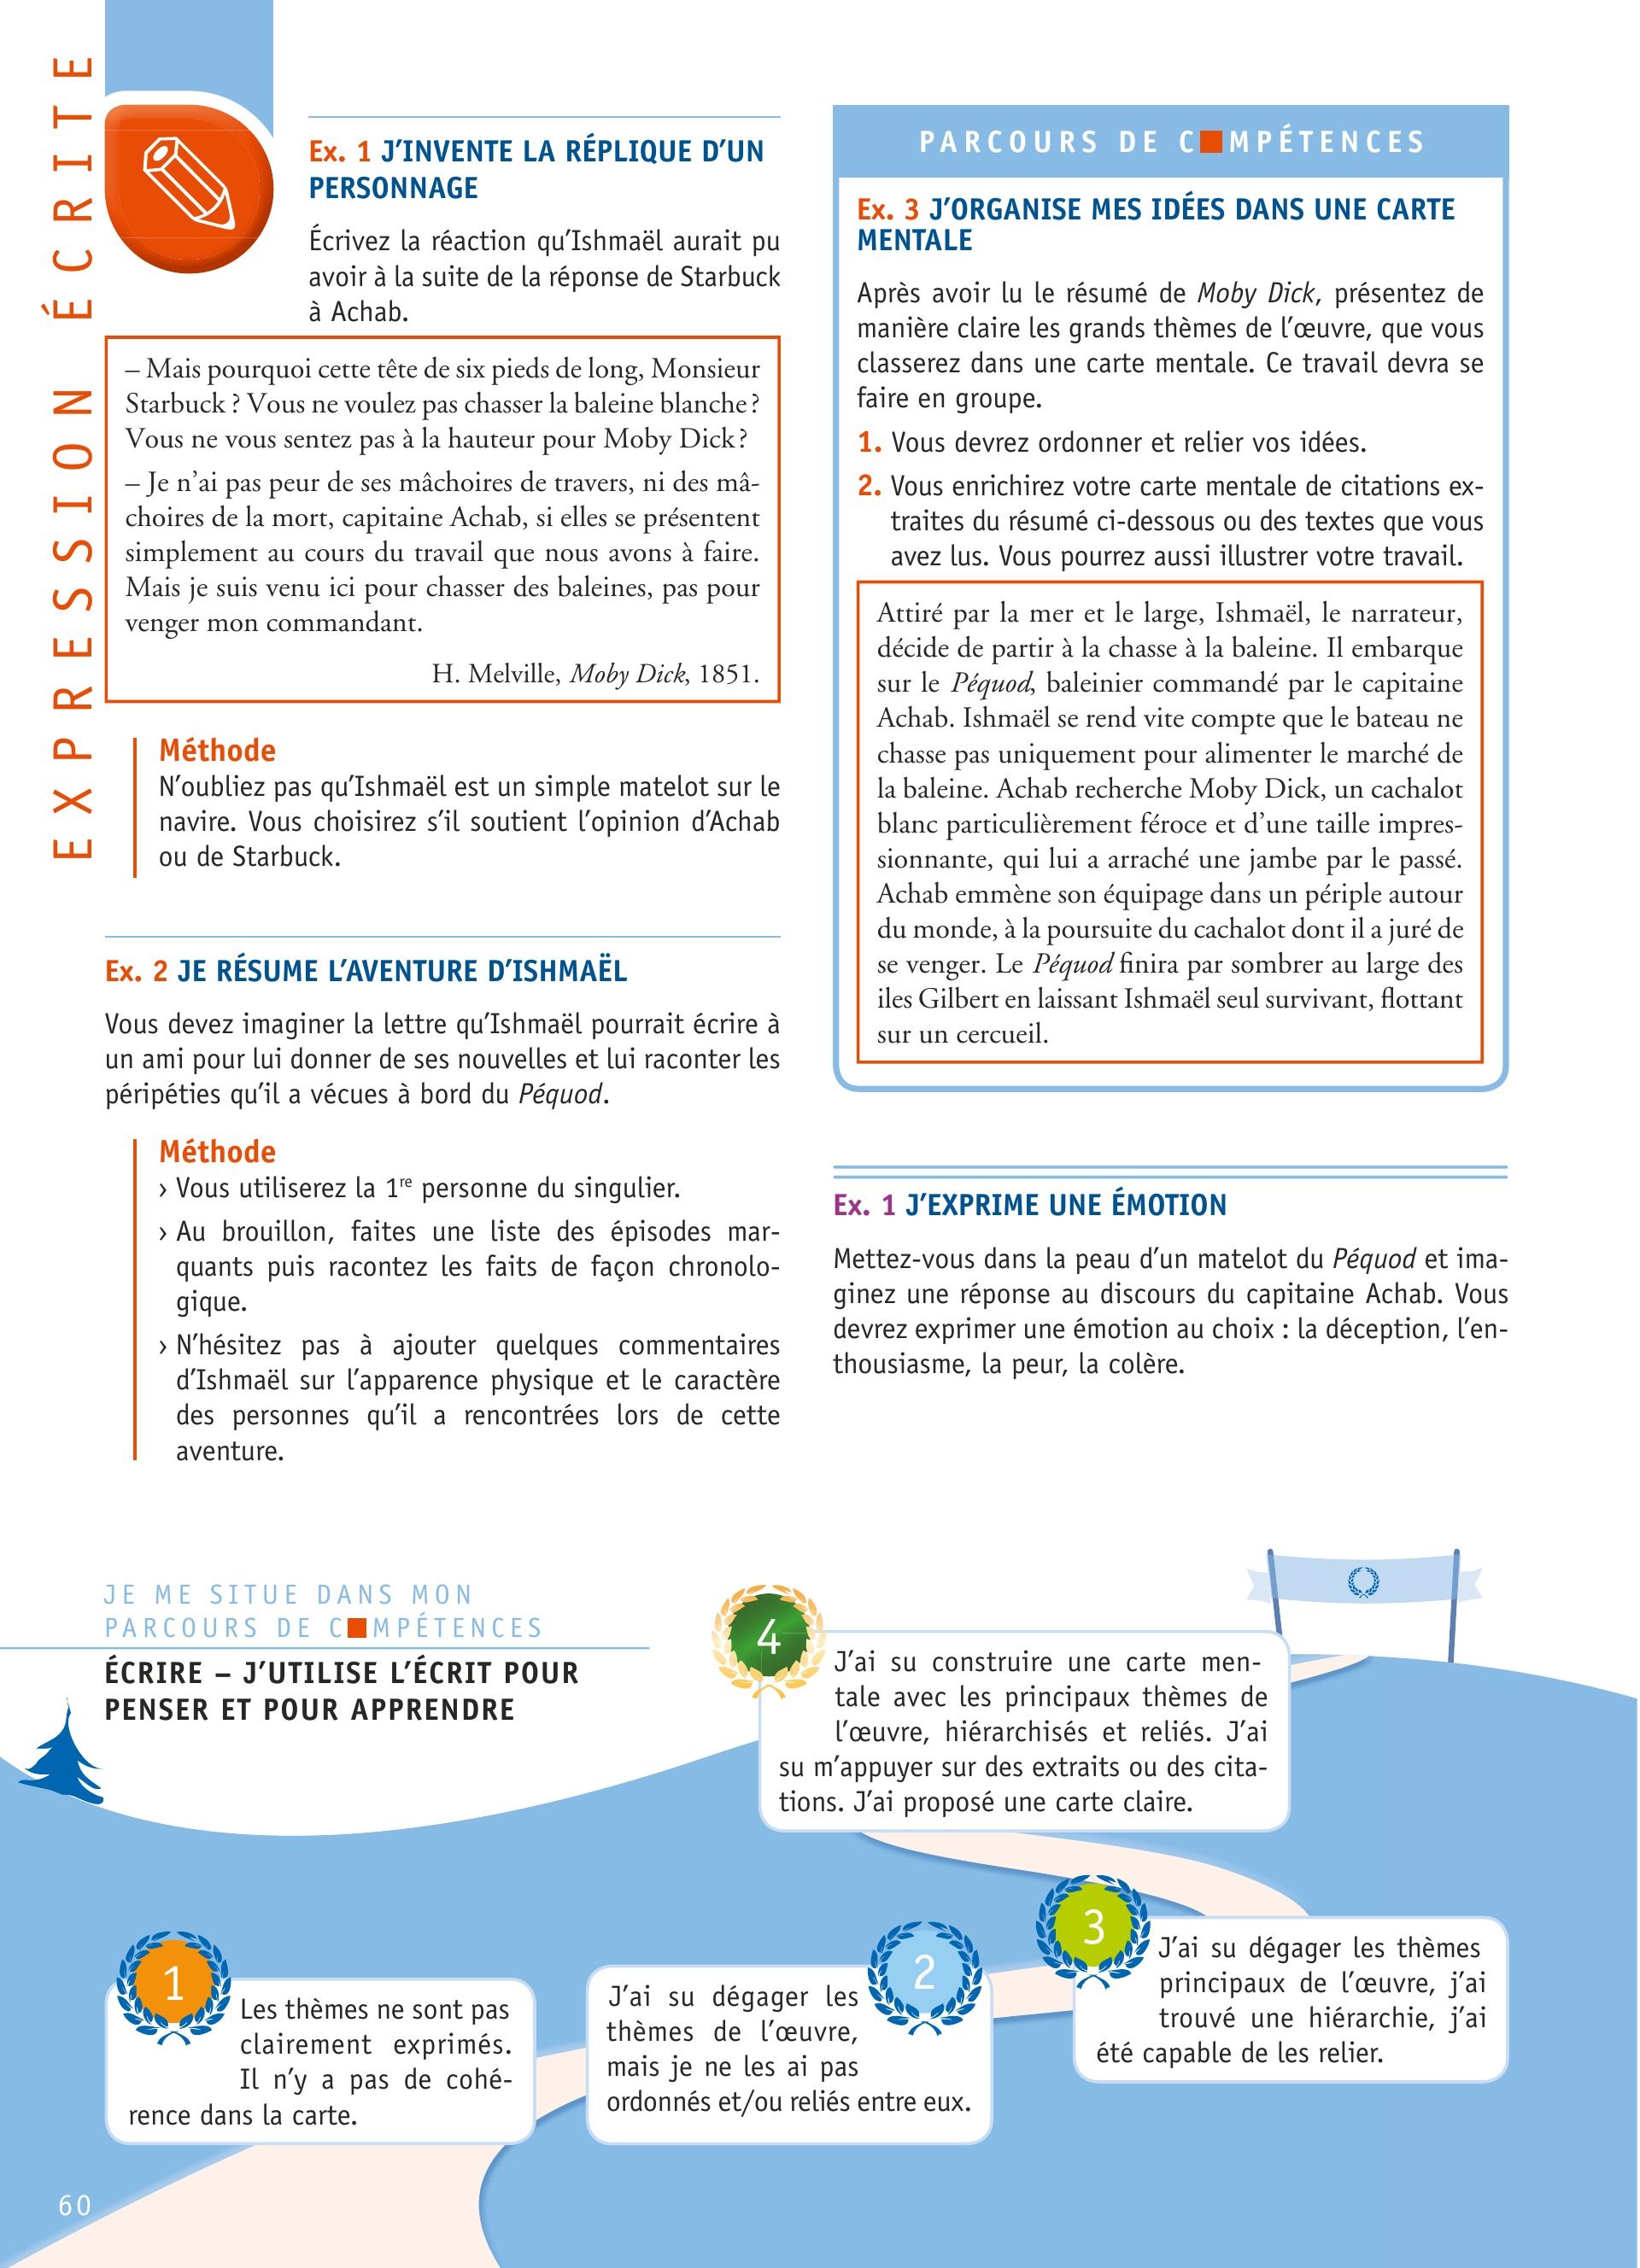 EXPRESSION ÉCRITE
Ex. 1 J'INVENTE LA RÉPLIQUE D'UN
PERSONNAGE
Écrivez la réaction qu'Ishmaël aurait pu
avoir à la suite de la réponse de Starbuck
à Achab.
– Mais pourquoi cette tête de six pieds de long, Monsieur
Starbuck ? Vous ne voulez pas chasser la baleine blanche ?
Vous ne vous sentez pas à la hauteur pour Moby Dick ?
– Je n'ai pas peur de ses mâchoires de travers, ni des mâ-
choires de la mort, capitaine Achab, si elles se présentent
simplement au cours du travail que nous avons à faire.
Mais je suis venu ici pour chasser des baleines, pas pour
venger mon commandant.
H. Melville, Moby Dick, 1851.
Méthode
N'oubliez pas qu'Ishmaël est un simple matelot sur le
navire. Vous choisirez s'il soutient l'opinion d'Achab
ou de Starbuck.
Ex. 2 JE RÉSUME L'AVENTURE D'ISHMAËL
Vous devez imaginer la lettre qu'Ishmaël pourrait écrire à
un ami pour lui donner de ses nouvelles et lui raconter les
péripéties qu'il a vécues à bord du Péquod.
Méthode
› Vous utiliserez la 1re personne du singulier.
› Au brouillon, faites une liste des épisodes mar-
quants puis racontez les faits de façon chronolo-
gique.
› N'hésitez pas à ajouter quelques commentaires
d'Ishmaël sur l'apparence physique et le caractère
des personnes qu'il a rencontrées lors de cette
aventure.
PARCOURS DE C■MPÉTENCES
Ex. 3 J'ORGANISE MES IDÉES DANS UNE CARTE
MENTALE
Après avoir lu le résumé de Moby Dick, présentez de
manière claire les grands thèmes de l'œuvre, que vous
classerez dans une carte mentale. Ce travail devra se
faire en groupe.
1. Vous devrez ordonner et relier vos idées.
2. Vous enrichirez votre carte mentale de citations ex-
traites du résumé ci-dessous ou des textes que vous
avez lus. Vous pourrez aussi illustrer votre travail.
Attiré par la mer et le large, Ishmaël, le narrateur,
décide de partir à la chasse à la baleine. Il embarque
sur le Péquod, baleinier commandé par le capitaine
Achab. Ishmaël se rend vite compte que le bateau ne
chasse pas uniquement pour alimenter le marché de
la baleine. Achab recherche Moby Dick, un cachalot
blanc particulièrement féroce et d'une taille impres-
sionnante, qui lui a arraché une jambe par le passé.
Achab emmène son équipage dans un périple autour
du monde, à la poursuite du cachalot dont il a juré de
se venger. Le Péquod finira par sombrer au large des
iles Gilbert en laissant Ishmaël seul survivant, flottant
sur un cercueil.
Ex. 1 J'EXPRIME UNE ÉMOTION
Mettez-vous dans la peau d'un matelot du Péquod et ima-
ginez une réponse au discours du capitaine Achab. Vous
devrez exprimer une émotion au choix : la déception, l'en-
thousiasme, la peur, la colère.
JE ME SITUE DANS MON
PARCOURS DE C■MPÉTENCES
ÉCRIRE – J'UTILISE L'ÉCRIT POUR
PENSER ET POUR APPRENDRE
1
Les thèmes ne sont pas
clairement exprimés.
Il n'y a pas de cohé-
rence dans la carte.
2
J'ai su dégager les
thèmes de l'œuvre,
mais je ne les ai pas
ordonnés et/ou reliés entre eux.
3
J'ai su dégager les thèmes
principaux de l'œuvre, j'ai
trouvé une hiérarchie, j'ai
été capable de les relier.
4
J'ai su construire une carte men-
tale avec les principaux thèmes de
l'œuvre, hiérarchisés et reliés. J'ai
su m'appuyer sur des extraits ou des cita-
tions. J'ai proposé une carte claire.
60